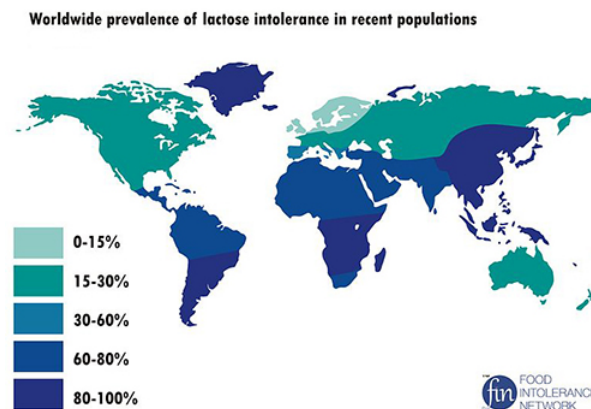 Worldwide prevalence of lactose intolerance in recent populations
0-15%
15-30%
30-60%
60-80%
80-100%
fin
FOOD
INTOLERANCE
NETWORK